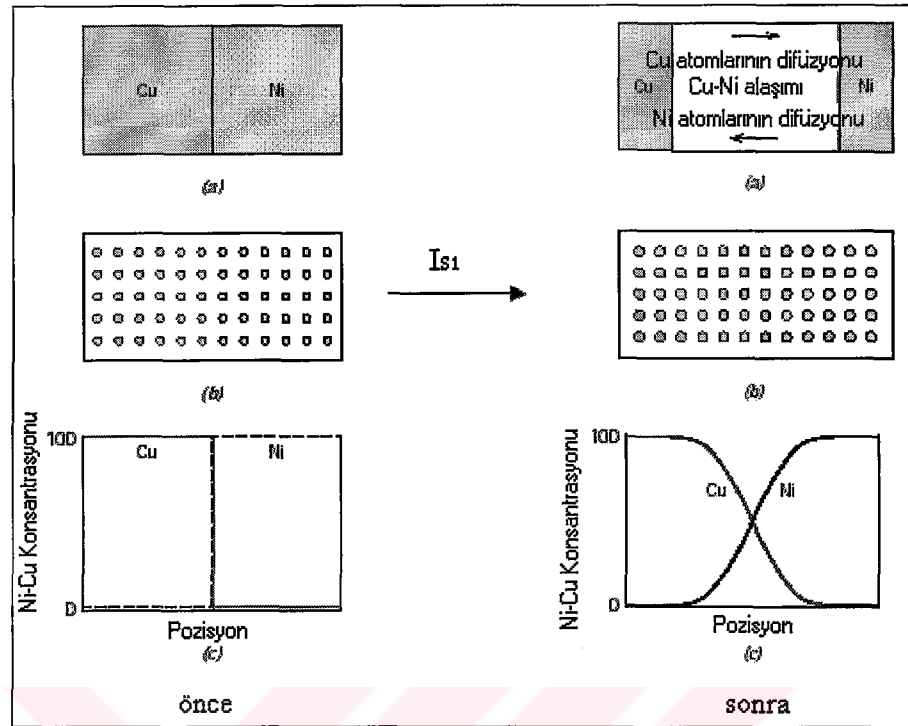 Cu
Ni
(a)
(b)
Ni-Cu Konsantrasyonu
100
0
Cu
Ni
Pozisyon
(c)
önce
Isı
Cu atomlarının difüzyonu
Cu
Cu-Ni alaşımı
Ni
Ni atomlarının difüzyonu
(a)
(b)
Ni-Cu Konsantrasyonu
100
0
Cu
Ni
Pozisyon
(c)
sonra